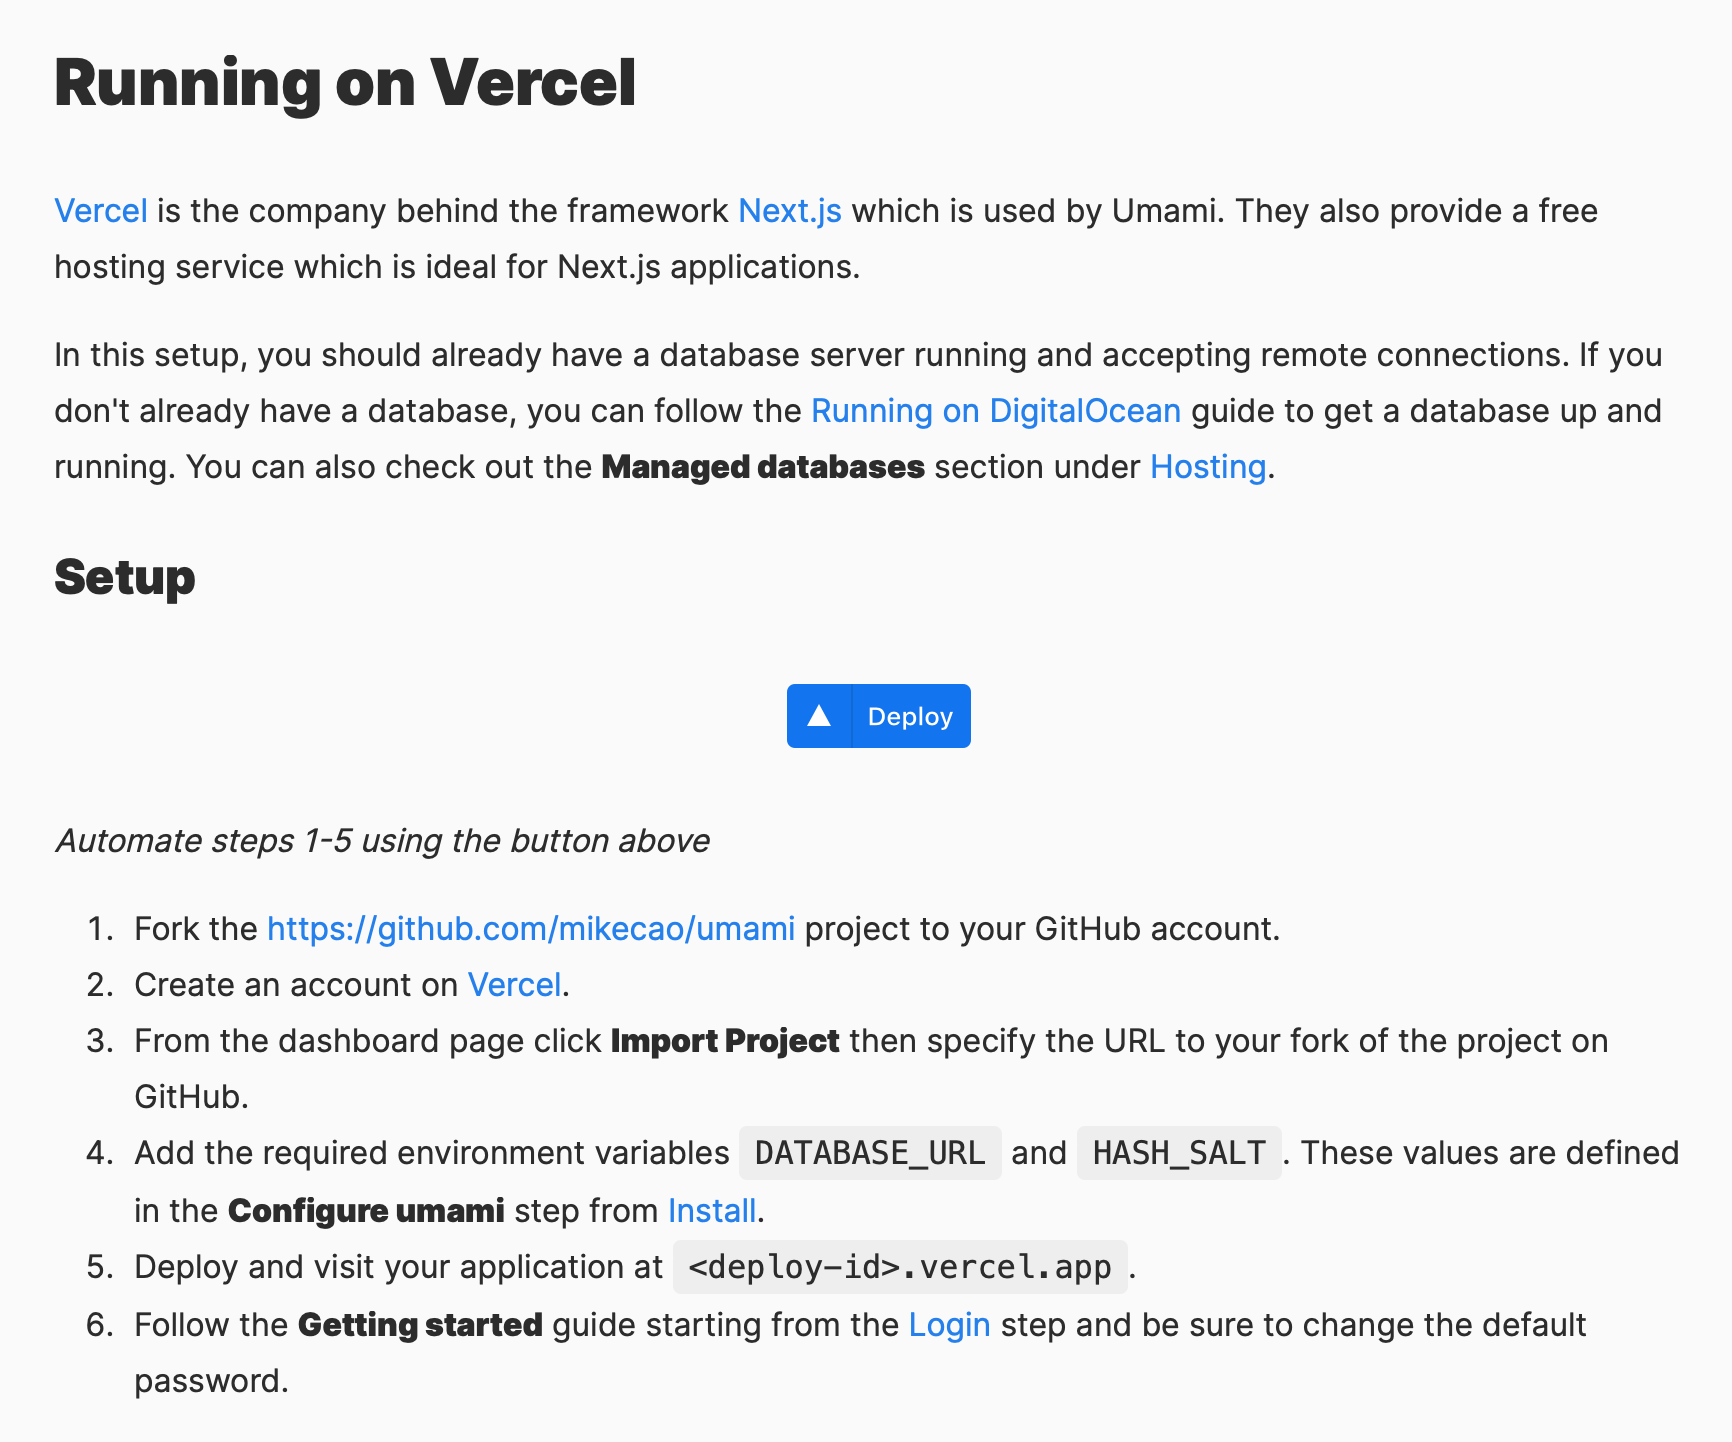 Running on Vercel
Vercel is the company behind the framework Next.js which is used by Umami. They also provide a free
hosting service which is ideal for Next.js applications.
In this setup, you should already have a database server running and accepting remote connections. If you
don't already have a database, you can follow the Running on DigitalOcean guide to get a database up and
running. You can also check out the Managed databases section under Hosting.
Setup
Deploy
Automate steps 1-5 using the button above
1. Fork the https://github.com/mikecao/umami project to your GitHub account.
2. Create an account on Vercel.
3. From the dashboard page click Import Project then specify the URL to your fork of the project on
GitHub.
4. Add the required environment variables DATABASE_URL and HASH_SALT. These values are defined
in the Configure umami step from Install.
5. Deploy and visit your application at <deploy-id>.vercel.app.
6. Follow the Getting started guide starting from the Login step and be sure to change the default
password.